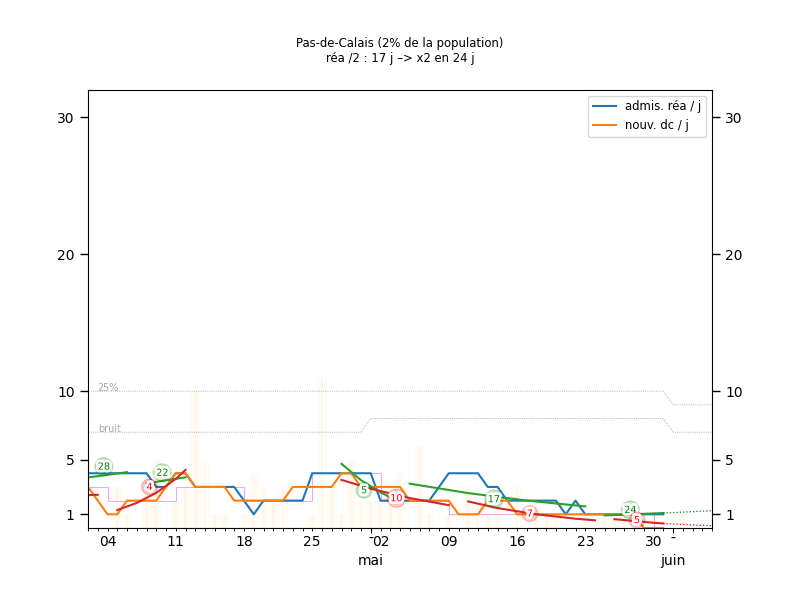 Pas-de-Calais (2% de la population)
réa /2 : 17 j –> x2 en 24 j
admis. réa / j
nouv. dc / j
30 30
20 20
10 10
25%
bruit
5 5
28 22 4 5 10 17 7 24 5
1 1
04 11 18 25 02 09 16 23 30
mai juin